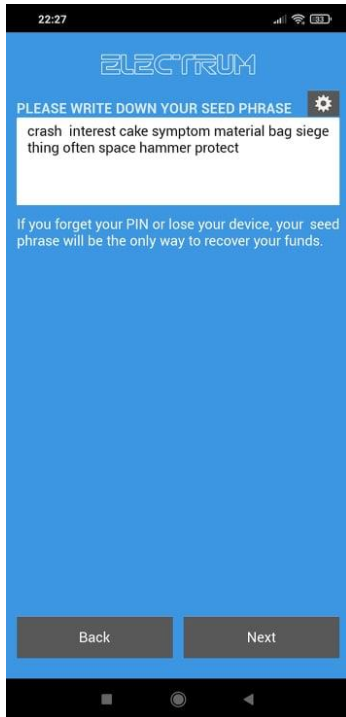 22:27
33
ELECTRUM
PLEASE WRITE DOWN YOUR SEED PHRASE
crash interest cake symptom material bag siege
thing often space hammer protect
If you forget your PIN or lose your device, your seed
phrase will be the only way to recover your funds.
Back
Next